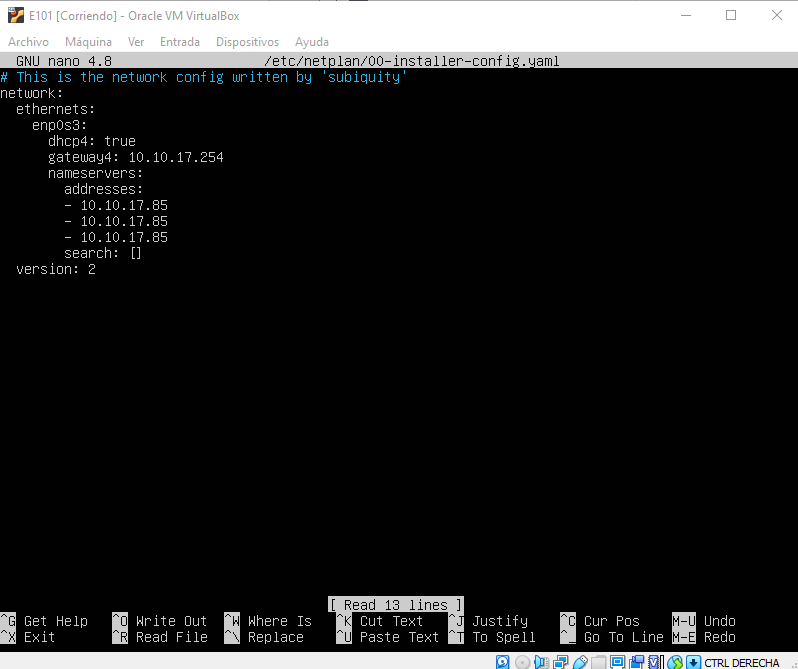 E101 [Corriendo] - Oracle VM VirtualBox
Archivo Máquina Ver Entrada Dispositivos Ayuda
GNU nano 4.8 /etc/netplan/00-installer-config.yaml
# This is the network config written by 'subiquity'
network:
  ethernets:
    enp0s3:
      dhcp4: true
      gateway4: 10.10.17.254
      nameservers:
        addresses:
        - 10.10.17.85
        - 10.10.17.85
        - 10.10.17.85
        search: []
  version: 2
[ Read 13 lines ]
^G Get Help ^O Write Out ^W Where Is ^K Cut Text ^J Justify ^C Cur Pos M-U Undo
^X Exit ^R Read File ^\ Replace ^U Paste Text ^T To Spell ^_ Go To Line M-E Redo
CTRL DERECHA